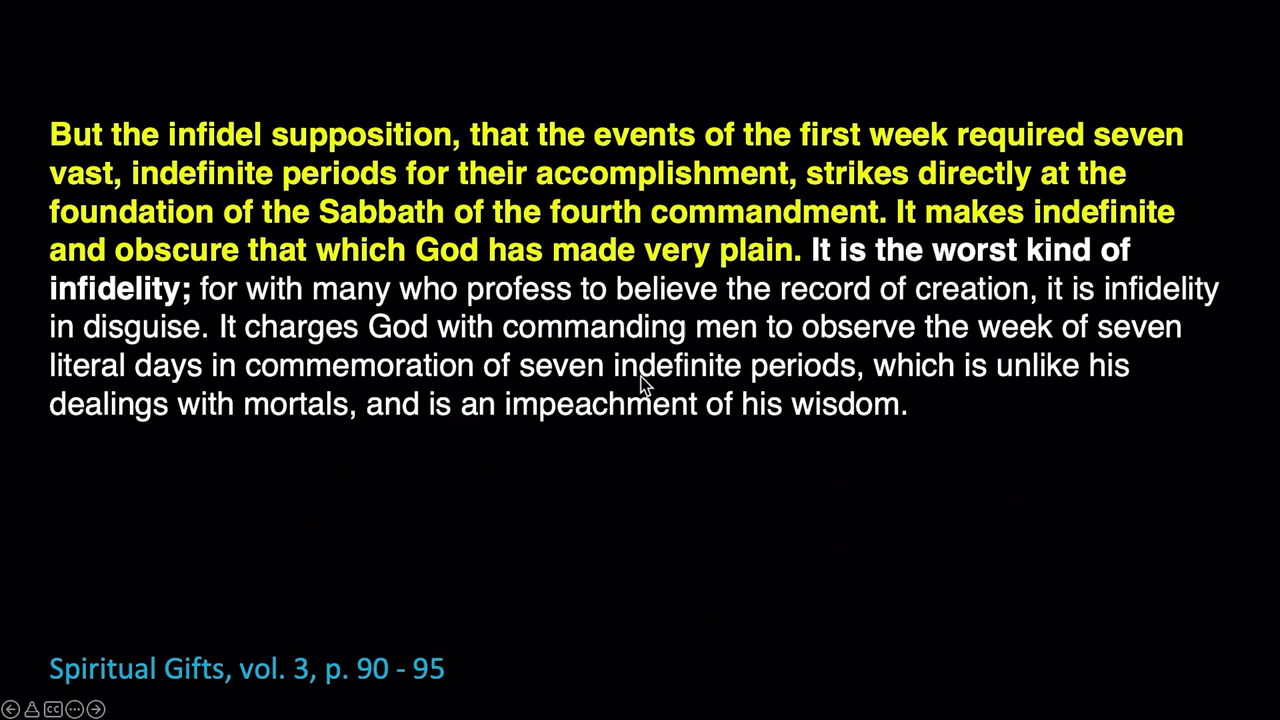 But the infidel supposition, that the events of the first week required seven
vast, indefinite periods for their accomplishment, strikes directly at the
foundation of the Sabbath of the fourth commandment. It makes indefinite
and obscure that which God has made very plain. It is the worst kind of
infidelity; for with many who profess to believe the record of creation, it is infidelity
in disguise. It charges God with commanding men to observe the week of seven
literal days in commemoration of seven indefinite periods, which is unlike his
dealings with mortals, and is an impeachment of his wisdom.
Spiritual Gifts, vol. 3, p. 90 - 95
CC